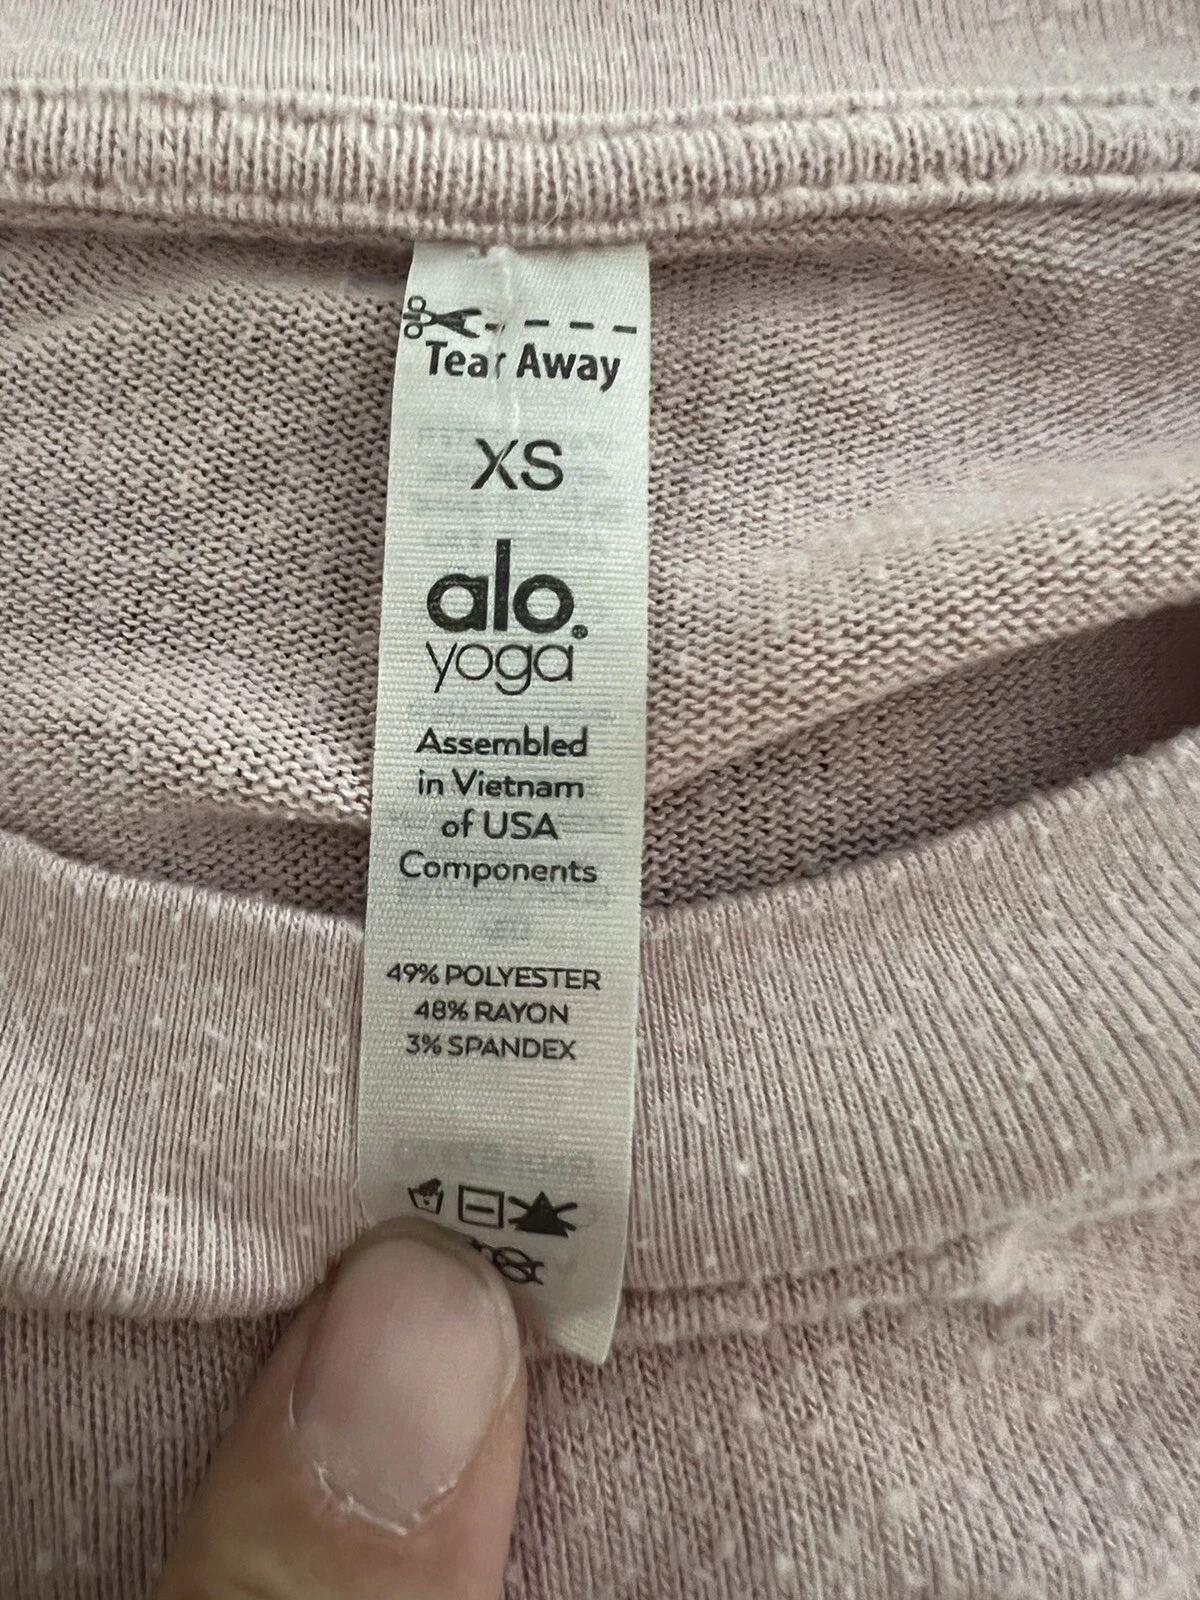 Tear Away
XS
alo.®
yoga
Assembled
in Vietnam
of USA
Components
49% POLYESTER
48% RAYON
3% SPANDEX